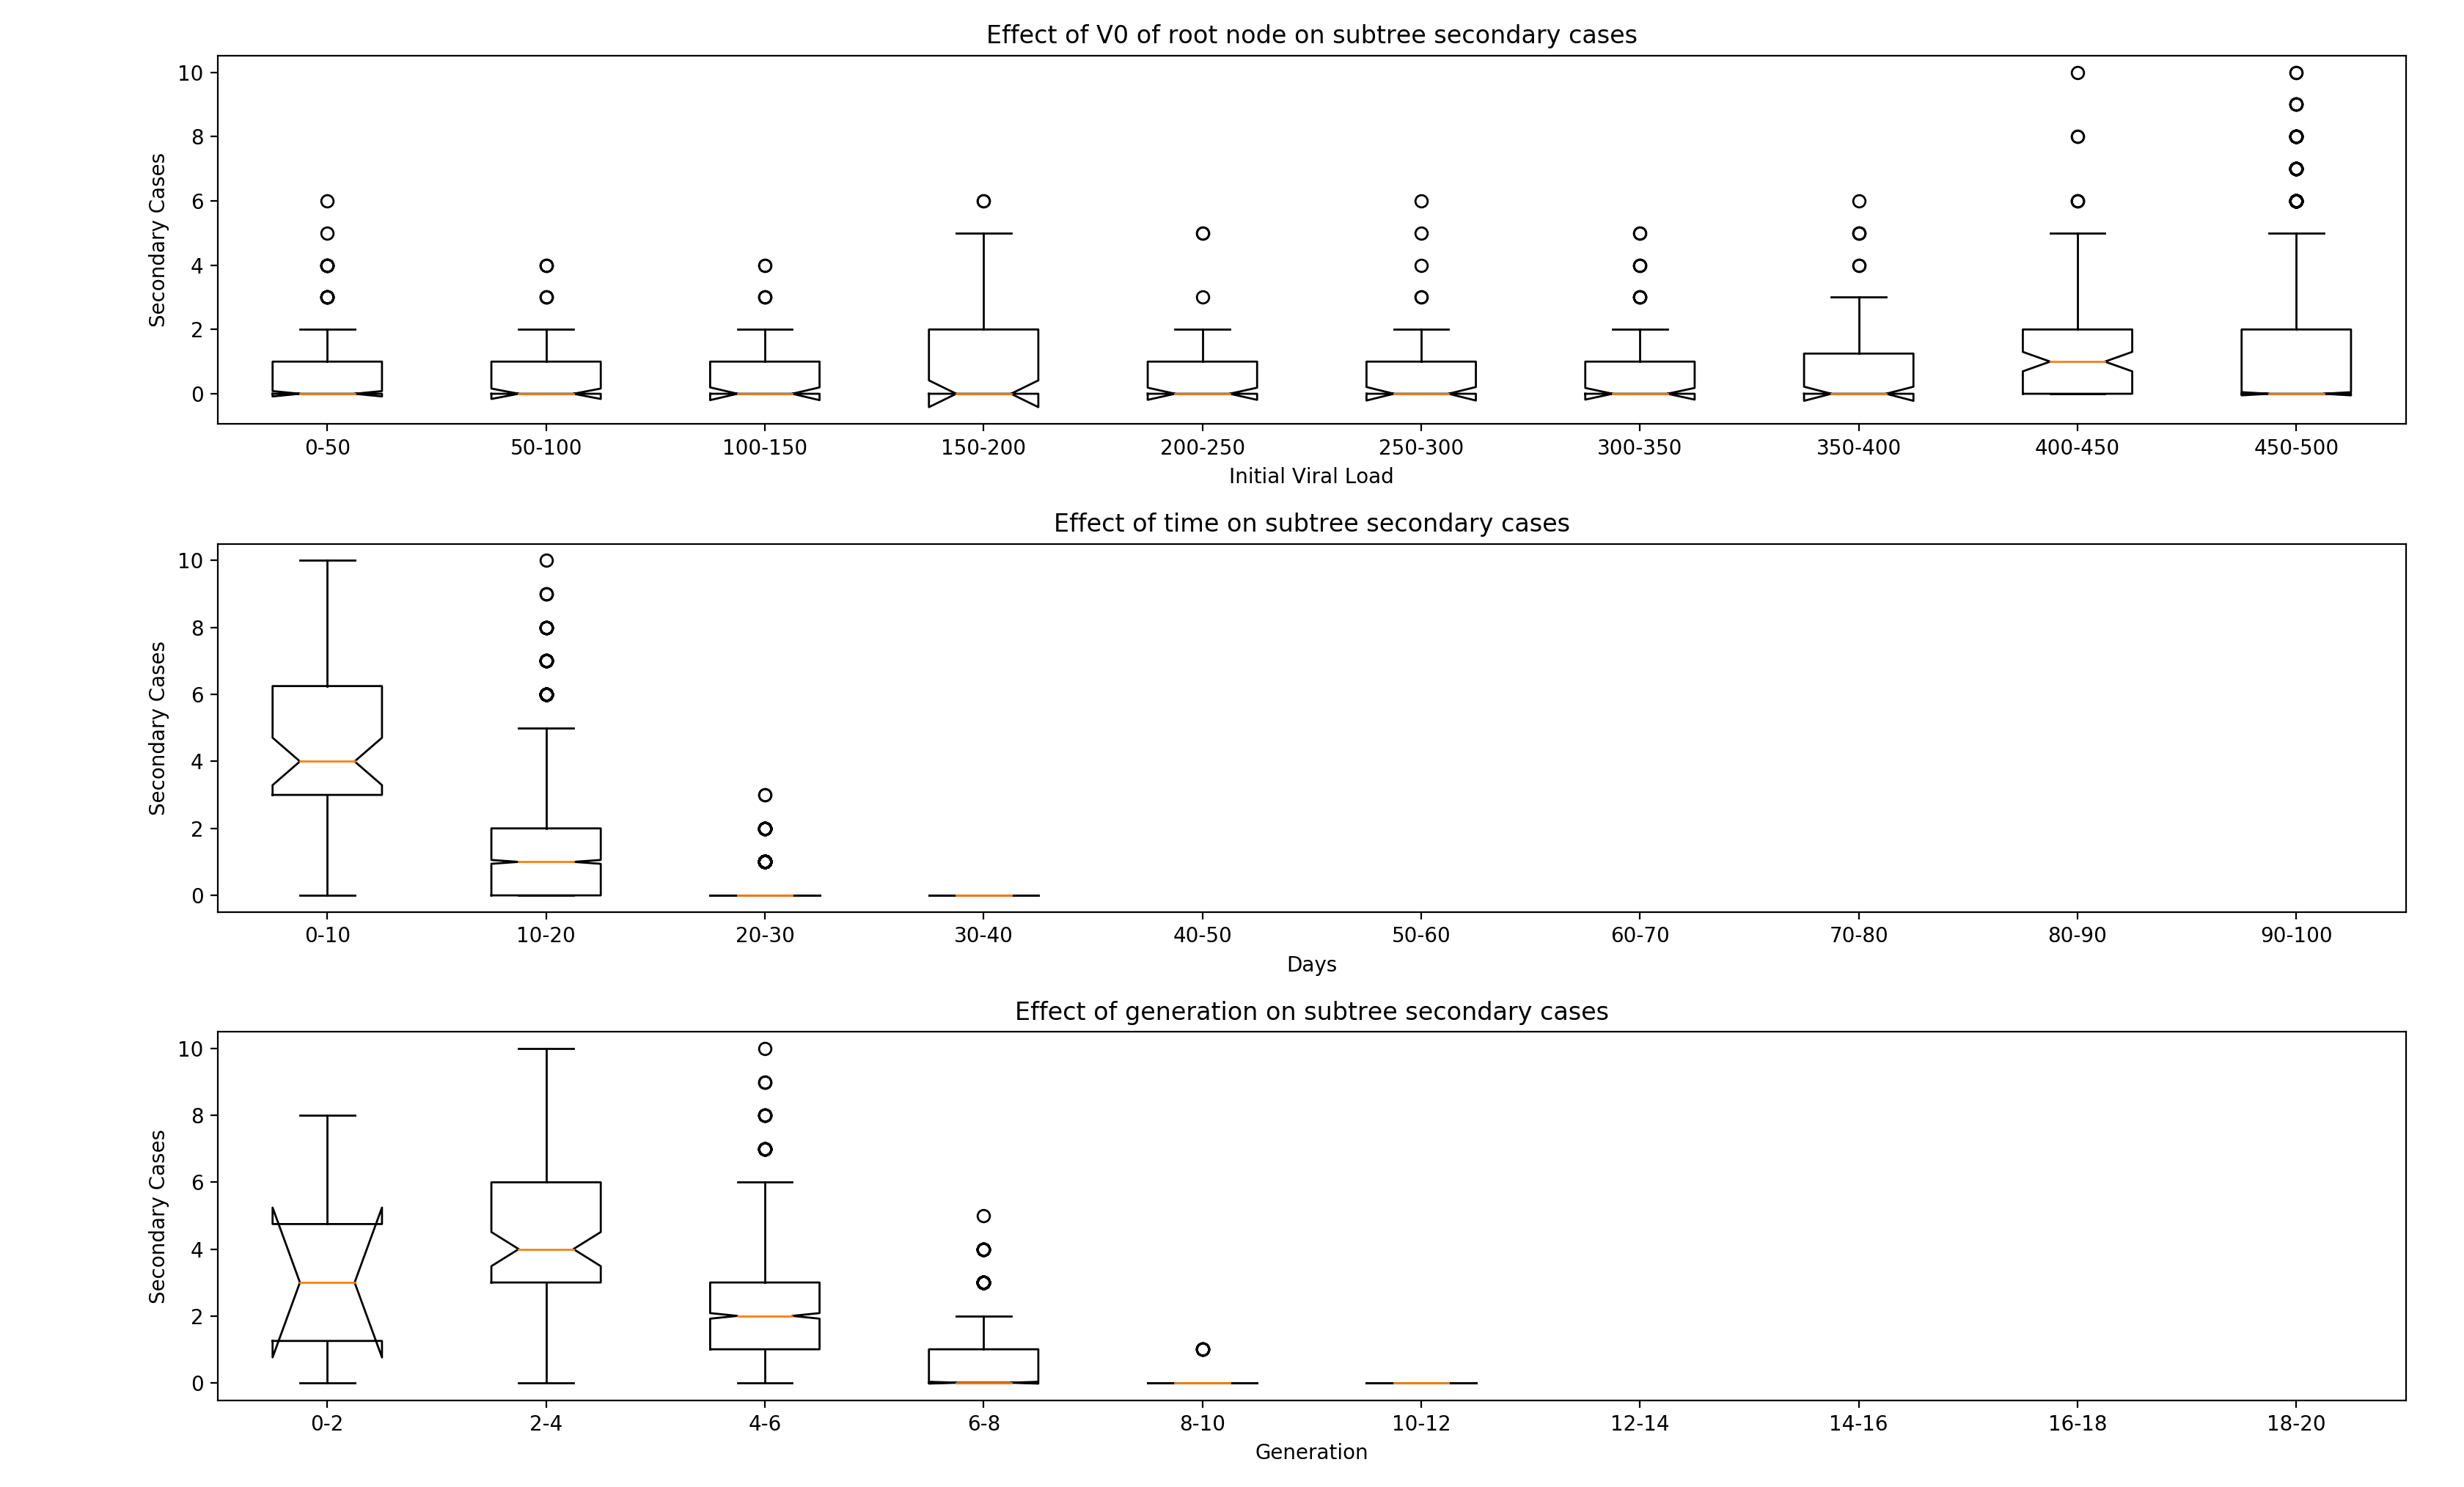 Effect of V0 of root node on subtree secondary cases
Secondary Cases
10
8
6
4
2
0
0-50 50-100 100-150 150-200 200-250 250-300 300-350 350-400 400-450 450-500
Initial Viral Load
Effect of time on subtree secondary cases
Secondary Cases
10
8
6
4
2
0
0-10 10-20 20-30 30-40 40-50 50-60 60-70 70-80 80-90 90-100
Days
Effect of generation on subtree secondary cases
Secondary Cases
10
8
6
4
2
0
0-2 2-4 4-6 6-8 8-10 10-12 12-14 14-16 16-18 18-20
Generation